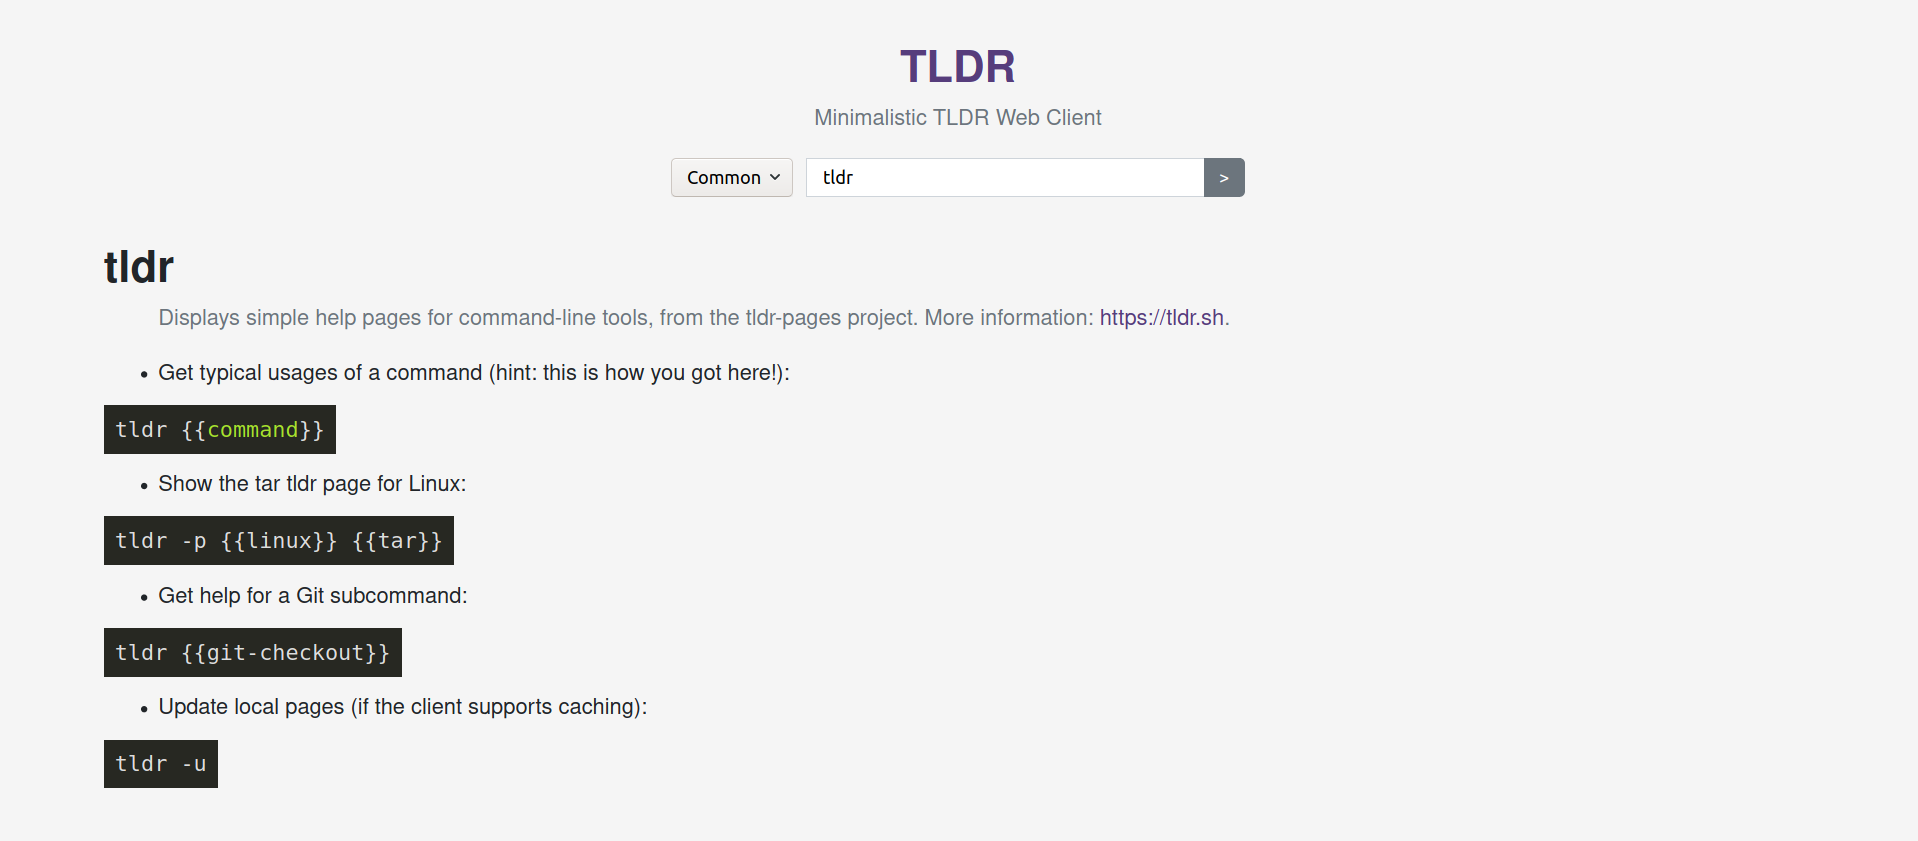 TLDR
Minimalistic TLDR Web Client
Common tldr >
tldr
Displays simple help pages for command-line tools, from the tldr-pages project. More information: https://tldr.sh.
• Get typical usages of a command (hint: this is how you got here!):
tldr {{command}}
• Show the tar tldr page for Linux:
tldr -p {{linux}} {{tar}}
• Get help for a Git subcommand:
tldr {{git-checkout}}
• Update local pages (if the client supports caching):
tldr -u